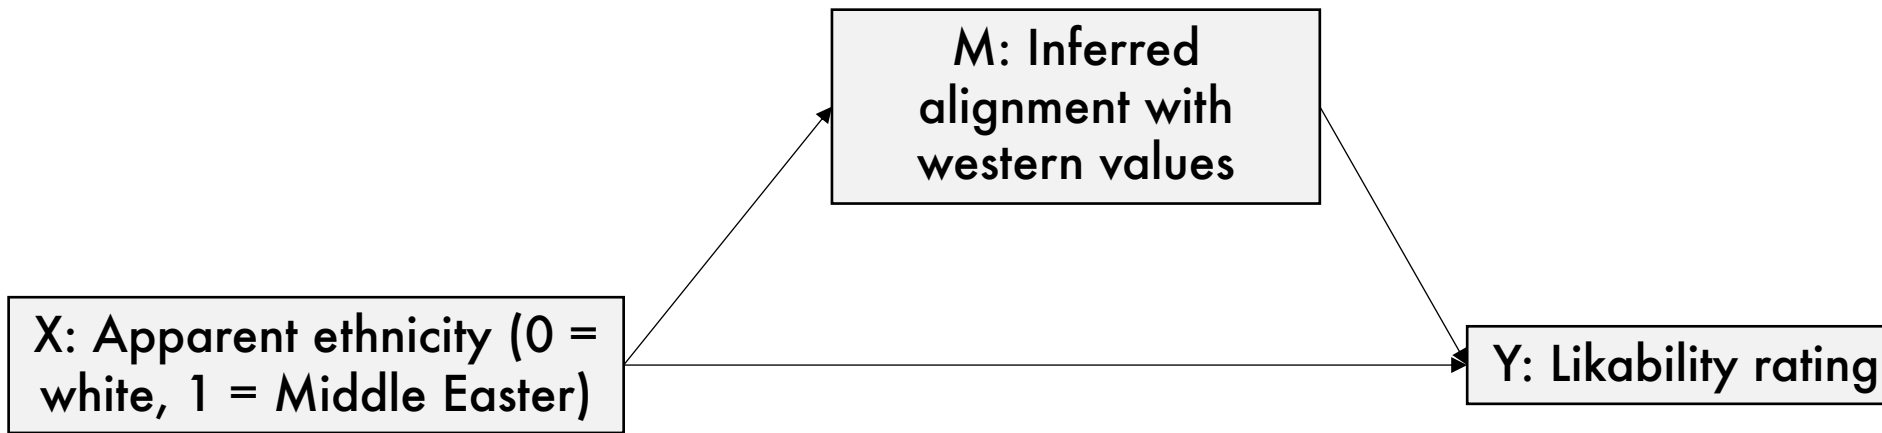 M: Inferred
alignment with
western values
X: Apparent ethnicity (0 =
white, 1 = Middle Easter)
Y: Likability rating